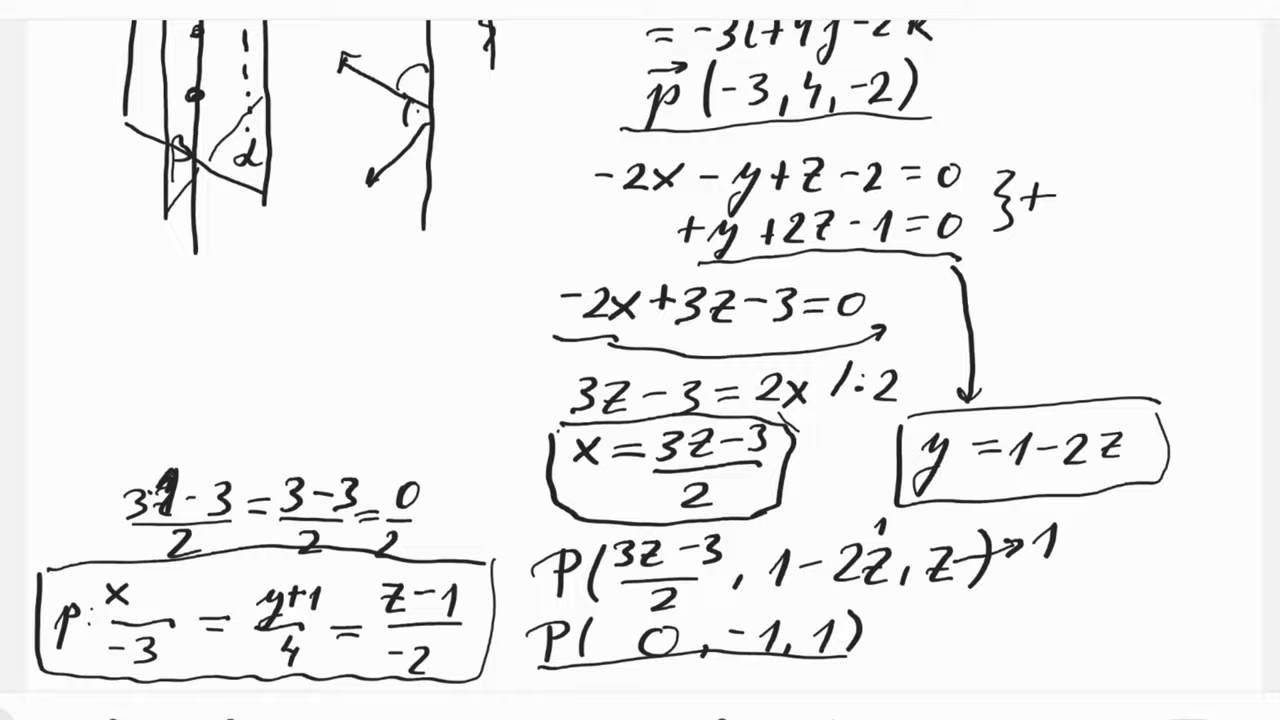 = -3i+4j-2k
p⃗ (-3, 4, -2)
-2x - y + z - 2 = 0 } +
+y + 2z - 1 = 0
-2x + 3z - 3 = 0
3z - 3 = 2x /:2
x = (3z-3)/2
y = 1 - 2z
(3·1-3)/2 = (3-3)/2 = 0/2
P( (3z-3)/2 , 1-2z, z) → 1
1
P( 0, -1, 1)
p: x/-3 = (y+1)/4 = (z-1)/-2
β
α